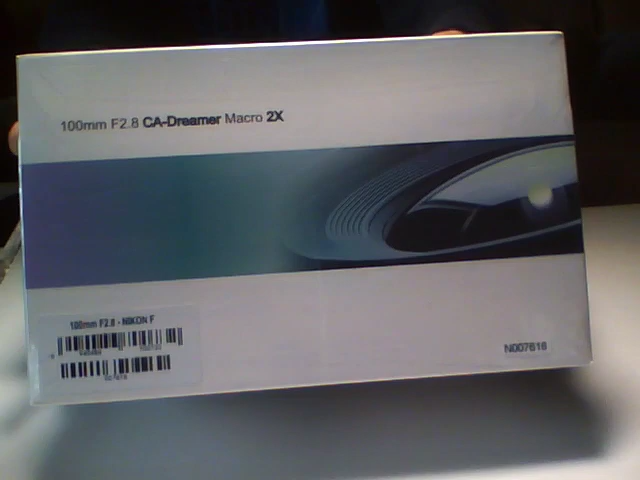 100mm F2.8 CA-Dreamer Macro 2X
100mm F2.8 - NIKON F
N007616